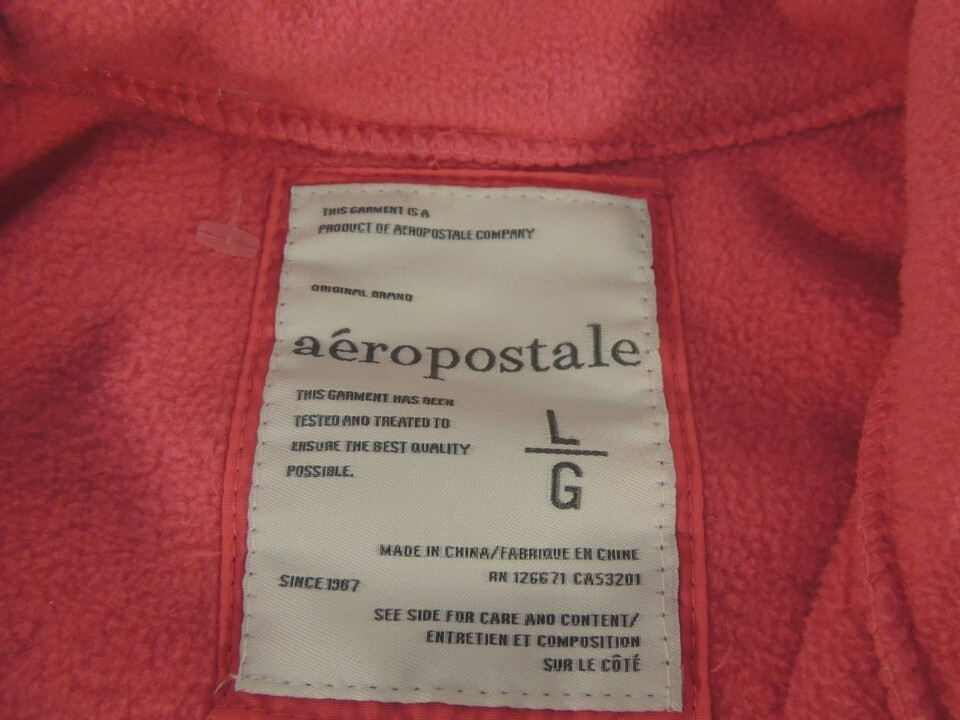 THIS GARMENT IS A
PRODUCT OF AEROPOSTALE COMPANY
ORIGINAL BRAND
aéropostale
THIS GARMENT HAS BEEN
TESTED AND TREATED TO
ENSURE THE BEST QUALITY
POSSIBLE.
L
G
MADE IN CHINA/FABRIQUE EN CHINE
RN 126671 CA53201
SINCE 1987
SEE SIDE FOR CARE AND CONTENT/
ENTRETIEN ET COMPOSITION
SUR LE CÔTÉ